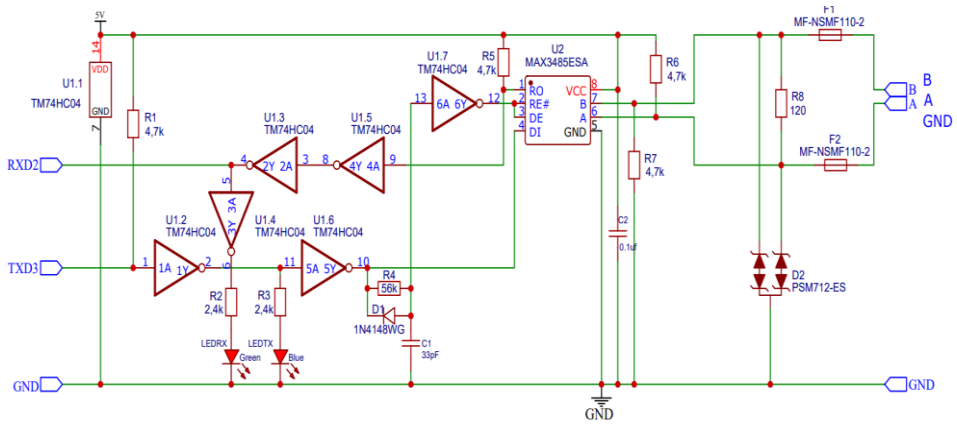 5V
14
VDD
U1.1
TM74HC04
GND
7
R1
4,7k
U1.3
TM74HC04
U1.5
TM74HC04
U1.7
TM74HC04
13
6A 6Y
12
R5
4,7k
U2
MAX3485ESA
1
RO
2
RE#
3
DE
4
DI
VCC
8
B
7
A
6
GND
5
R6
4,7k
R7
4,7k
F1
MF-NSMF110-2
R8
120
F2
MF-NSMF110-2
B
B
A
A
GND
RXD2
4
2Y 2A
3
8
4Y 4A
9
5
3Y 3A
6
U1.2
TM74HC04
U1.4
TM74HC04
U1.6
TM74HC04
TXD3
1
1A 1Y
2
11
5A 5Y
10
R2
2,4k
R3
2,4k
R4
56k
D1
1N4148WG
C1
33pF
C2
0.1uf
D2
PSM712-ES
LEDRX
Green
LEDTX
Blue
GND
GND
GND